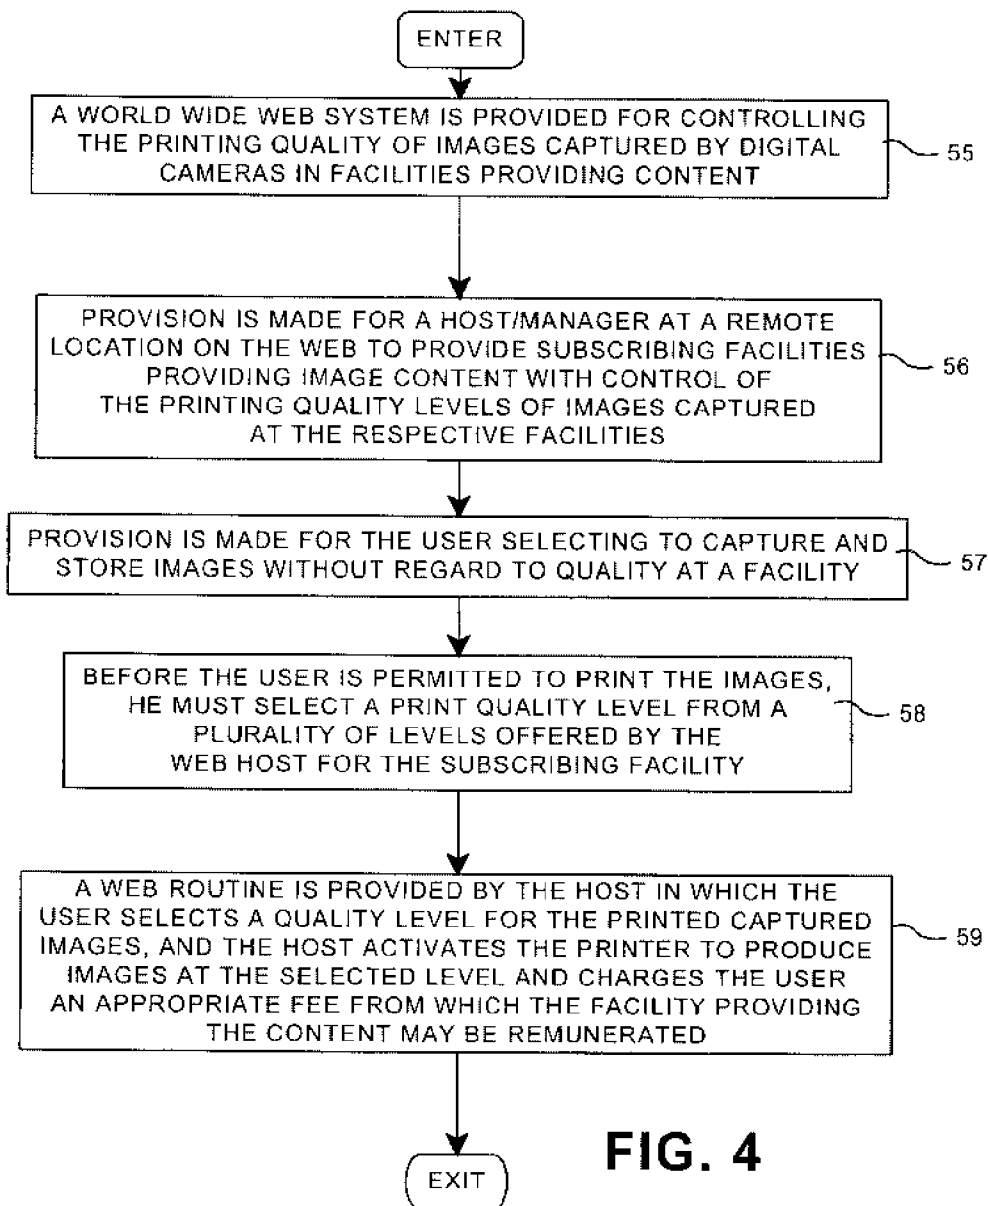 ENTER
A WORLD WIDE WEB SYSTEM IS PROVIDED FOR CONTROLLING
THE PRINTING QUALITY OF IMAGES CAPTURED BY DIGITAL
CAMERAS IN FACILITIES PROVIDING CONTENT
55
PROVISION IS MADE FOR A HOST/MANAGER AT A REMOTE
LOCATION ON THE WEB TO PROVIDE SUBSCRIBING FACILITIES
PROVIDING IMAGE CONTENT WITH CONTROL OF
THE PRINTING QUALITY LEVELS OF IMAGES CAPTURED
AT THE RESPECTIVE FACILITIES
56
PROVISION IS MADE FOR THE USER SELECTING TO CAPTURE AND
STORE IMAGES WITHOUT REGARD TO QUALITY AT A FACILITY
57
BEFORE THE USER IS PERMITTED TO PRINT THE IMAGES,
HE MUST SELECT A PRINT QUALITY LEVEL FROM A
PLURALITY OF LEVELS OFFERED BY THE
WEB HOST FOR THE SUBSCRIBING FACILITY
58
A WEB ROUTINE IS PROVIDED BY THE HOST IN WHICH THE
USER SELECTS A QUALITY LEVEL FOR THE PRINTED CAPTURED
IMAGES, AND THE HOST ACTIVATES THE PRINTER TO PRODUCE
IMAGES AT THE SELECTED LEVEL AND CHARGES THE USER
AN APPROPRIATE FEE FROM WHICH THE FACILITY PROVIDING
THE CONTENT MAY BE REMUNERATED
59
EXIT
FIG. 4